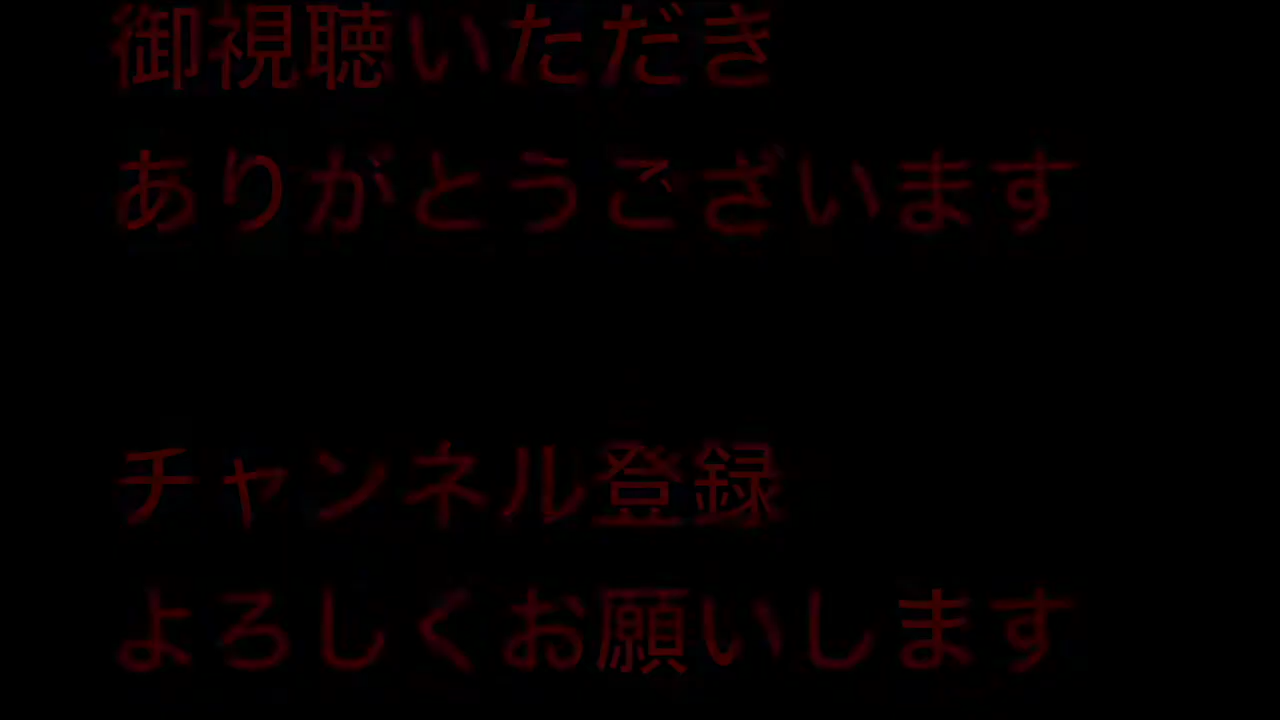 御視聴いただき
ありがとうございます
チャンネル登録
よろしくお願いします